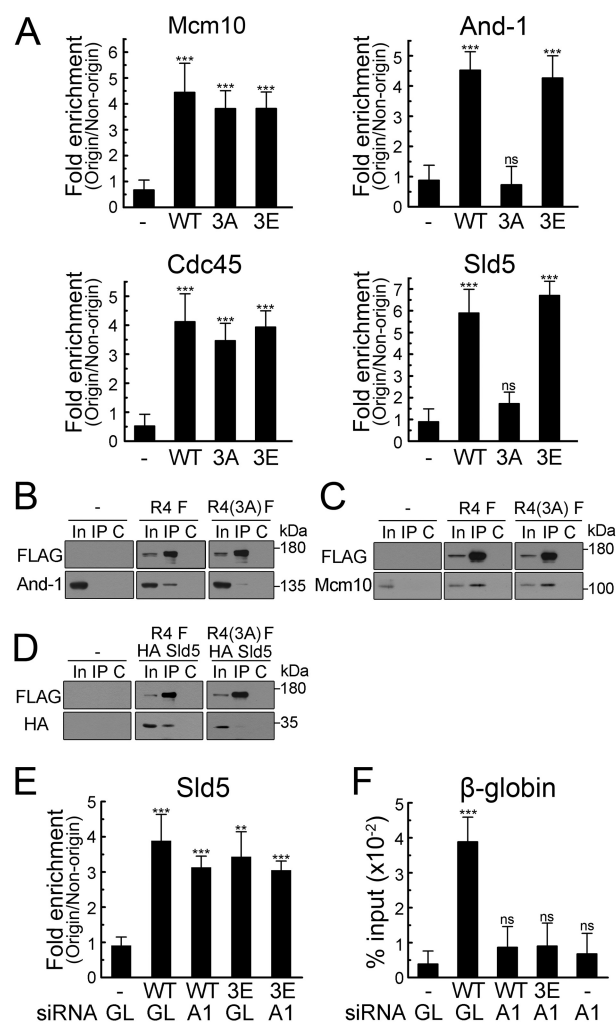 A
Mcm10
Fold enrichment
(Origin/Non-origin)
6
5
4
3
2
1
0
***
***
***
- WT 3A 3E
And-1
Fold enrichment
(Origin/Non-origin)
5
4
3
2
1
0
***
ns
***
- WT 3A 3E
Cdc45
Fold enrichment
(Origin/Non-origin)
5
4
3
2
1
0
***
***
***
- WT 3A 3E
Sld5
Fold enrichment
(Origin/Non-origin)
7
6
5
4
3
2
1
0
***
ns
***
- WT 3A 3E
B
- R4 F R4(3A) F
In IP C In IP C In IP C kDa
FLAG -180
And-1 -135
C
- R4 F R4(3A) F
In IP C In IP C In IP C kDa
FLAG -180
Mcm10 -100
D
R4 F R4(3A) F
- HA Sld5 HA Sld5
In IP C In IP C In IP C kDa
FLAG -180
HA -35
E
Sld5
Fold enrichment
(Origin/Non-origin)
5
4
3
2
1
0
***
***
**
***
- WT WT 3E 3E
siRNA GL GL A1 GL A1
F
β-globin
% input (x10-2)
5
4
3
2
1
0
***
ns
ns
ns
- WT WT 3E -
siRNA GL GL A1 A1 A1